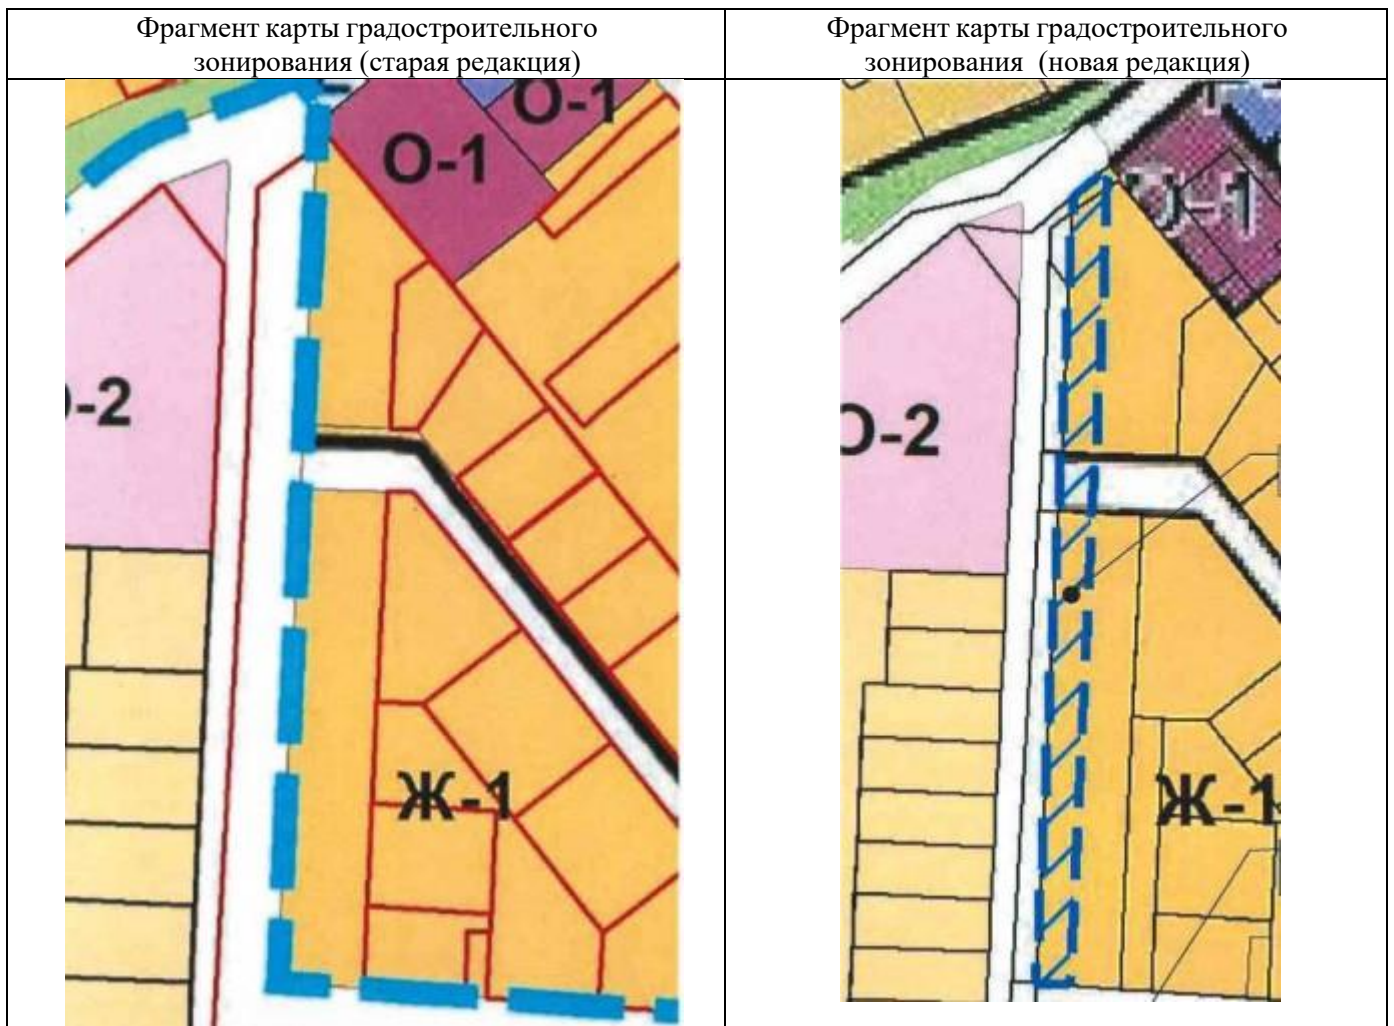 Фрагмент карты градостроительного
зонирования (старая редакция)
Фрагмент карты градостроительного
зонирования (новая редакция)
О-1
О-1
-2
Ж-1
О-1
О-2
Ж-1